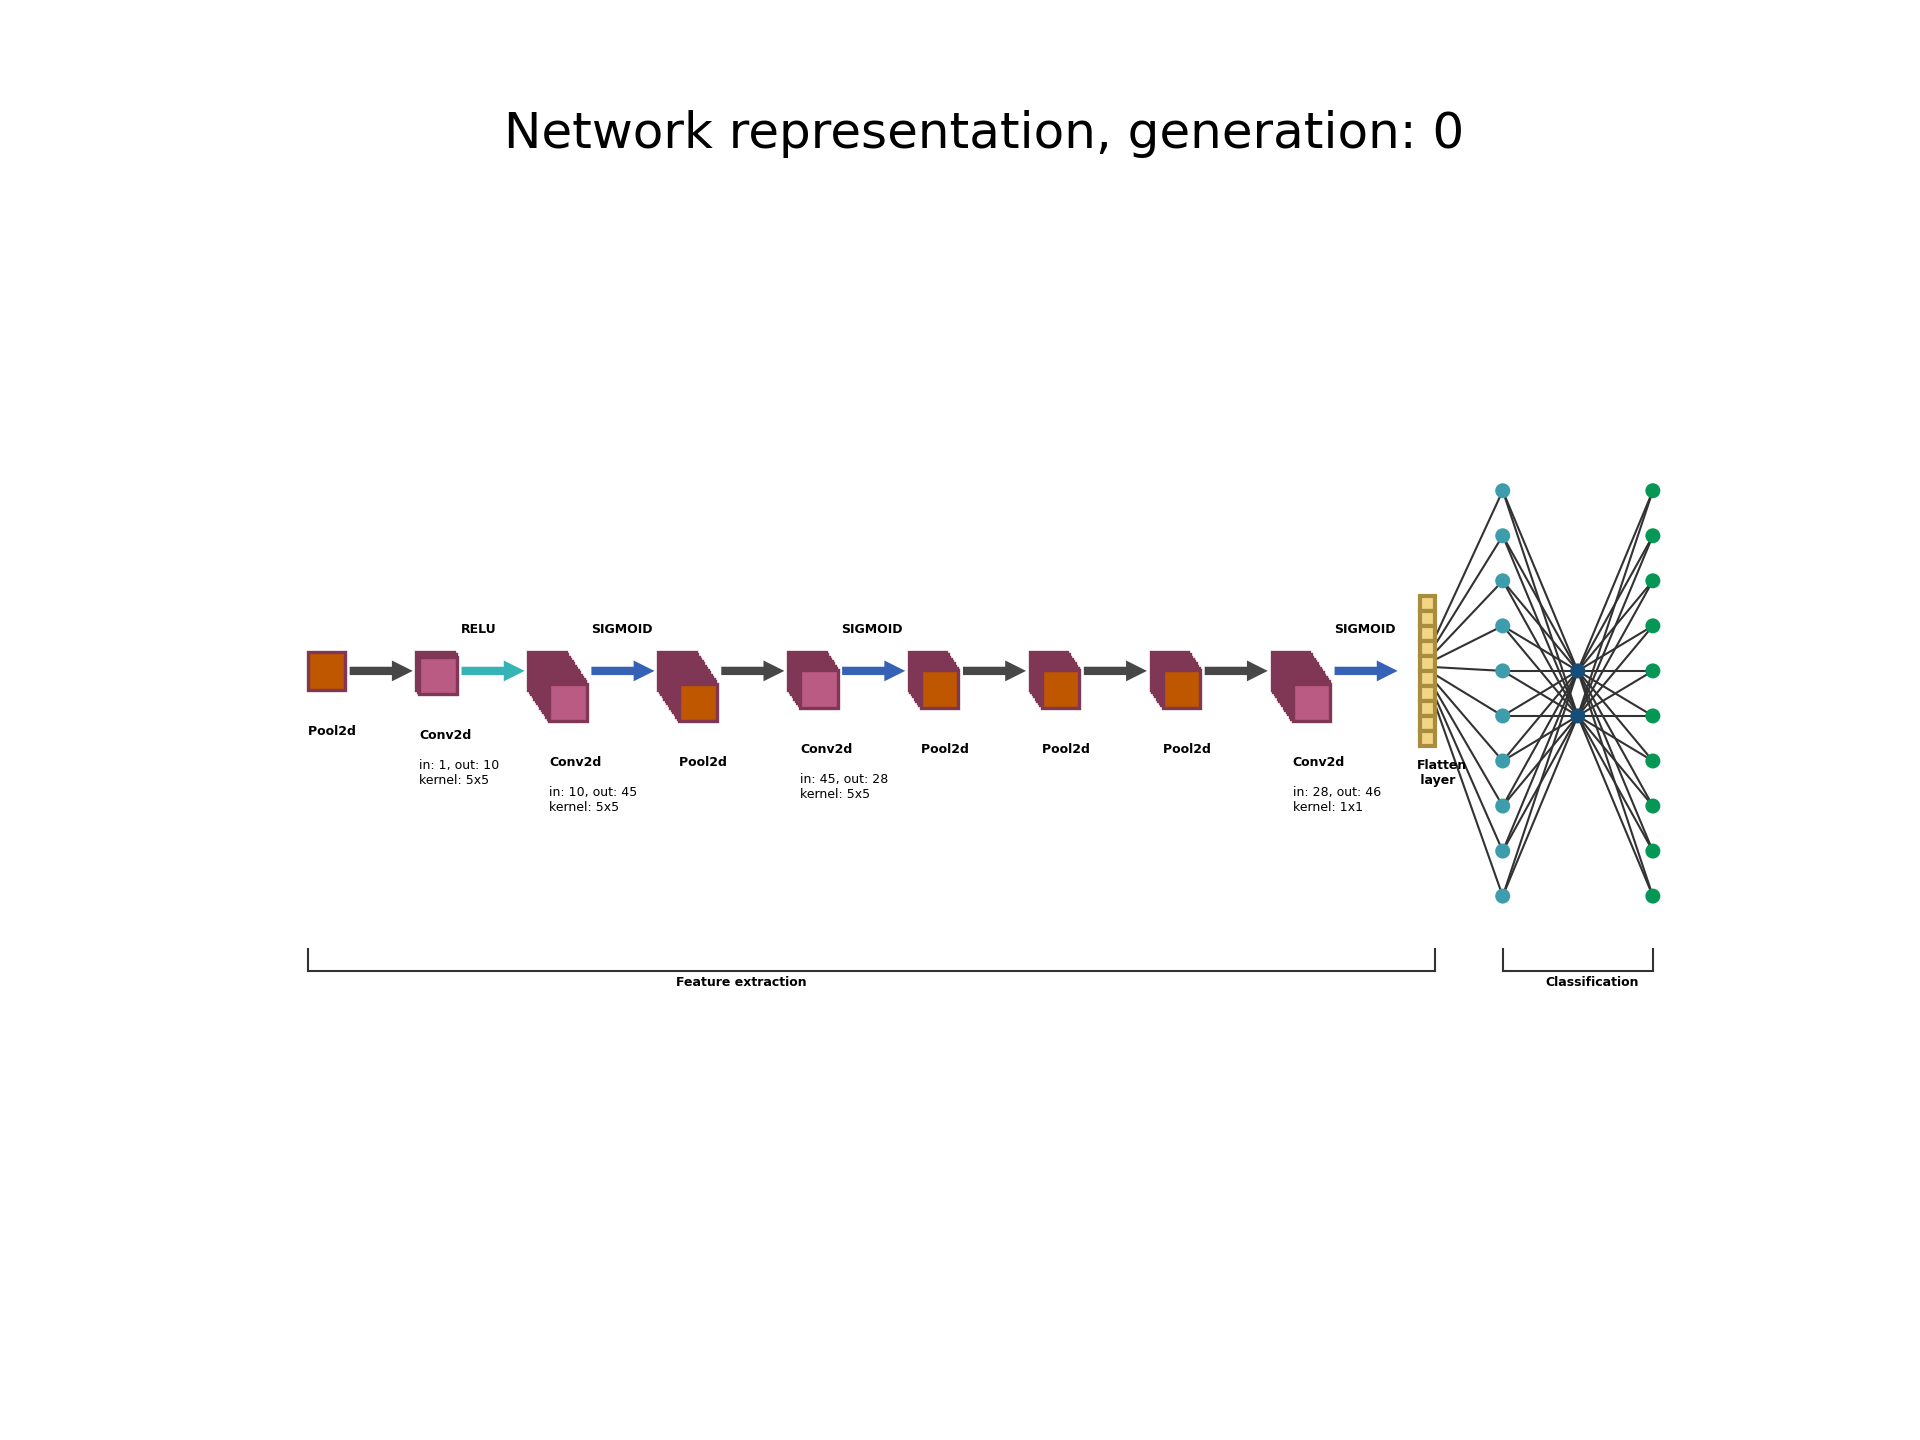 Network representation, generation: 0
RELU
SIGMOID
SIGMOID
SIGMOID
Pool2d
Conv2d
in: 1, out: 10
kernel: 5x5
Conv2d
in: 10, out: 45
kernel: 5x5
Pool2d
Conv2d
in: 45, out: 28
kernel: 5x5
Pool2d
Pool2d
Pool2d
Conv2d
in: 28, out: 46
kernel: 1x1
Flatten
layer
Feature extraction
Classification